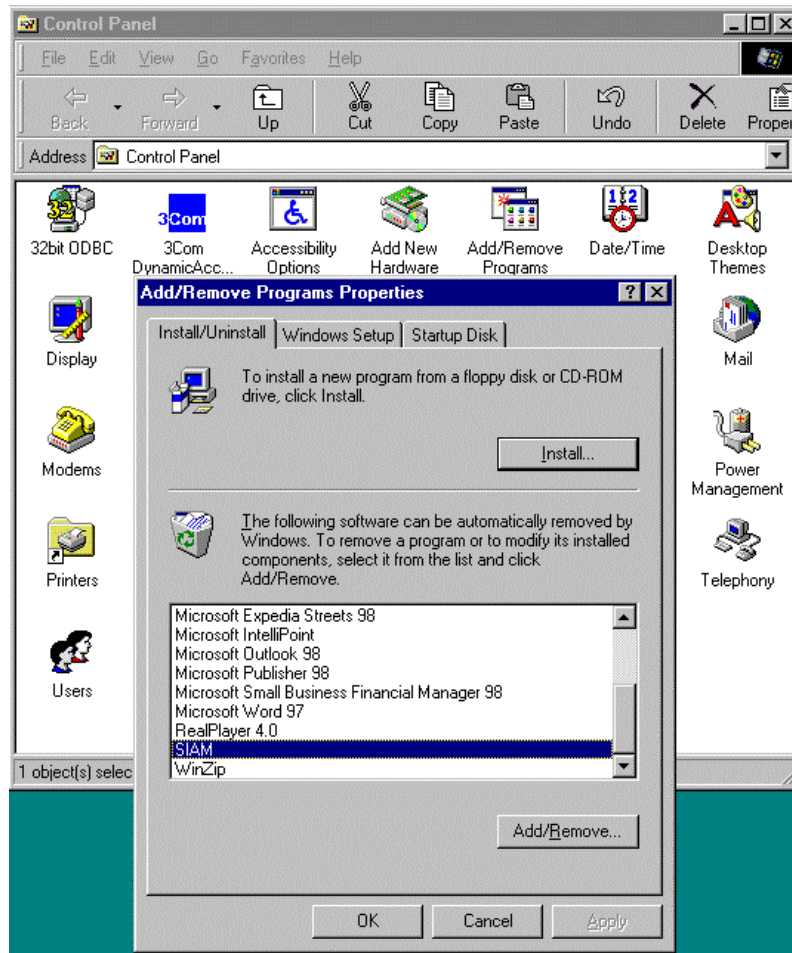 Control Panel
File Edit View Go Favorites Help
Back Forward Up Cut Copy Paste Undo Delete Proper
Address Control Panel
32
3Com
1 2
32bit ODBC
3Com
DynamicAcc...
Accessibility
Options
Add New
Hardware
Add/Remove
Programs
Date/Time
Desktop
Themes
Display
Modems
Printers
Users
Mail
Power
Management
Telephony
Add/Remove Programs Properties
Install/Uninstall Windows Setup Startup Disk
To install a new program from a floppy disk or CD-ROM
drive, click Install.
Install...
The following software can be automatically removed by
Windows. To remove a program or to modify its installed
components, select it from the list and click
Add/Remove.
Microsoft Expedia Streets 98
Microsoft IntelliPoint
Microsoft Outlook 98
Microsoft Publisher 98
Microsoft Small Business Financial Manager 98
Microsoft Word 97
RealPlayer 4.0
SIAM
WinZip
Add/Remove...
OK Cancel Apply
1 object(s) selec